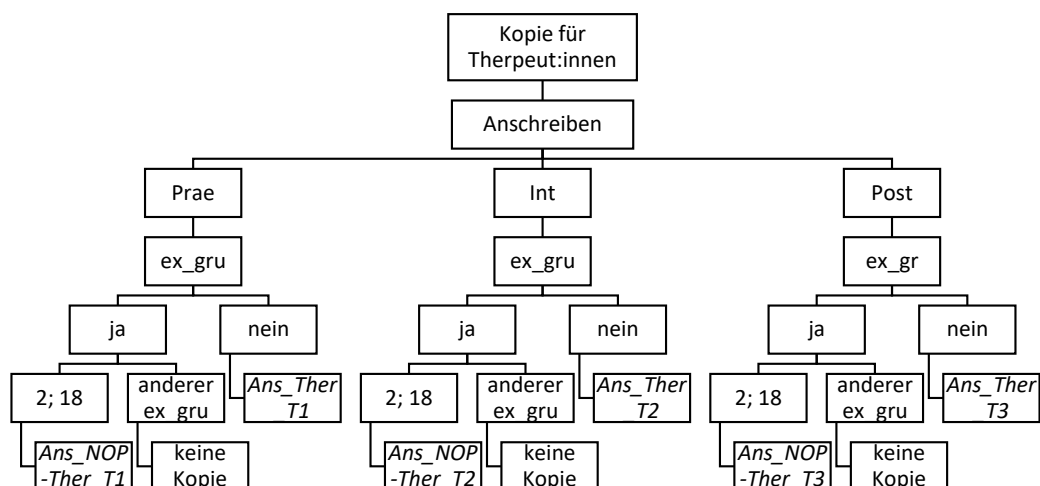 Kopie für
Therpeut:innen
Anschreiben
Prae
Int
Post
ex_gru
ex_gru
ex_gr
ja
nein
ja
nein
ja
nein
2; 18
anderer
ex_gru
Ans_Ther
_T1
2; 18
anderer
ex_gru
Ans_Ther
_T2
2; 18
anderer
ex_gru
Ans_Ther
_T3
Ans_NOP
-Ther_T1
keine
Kopie
Ans_NOP
-Ther_T2
keine
Kopie
Ans_NOP
-Ther_T3
keine
Kopie